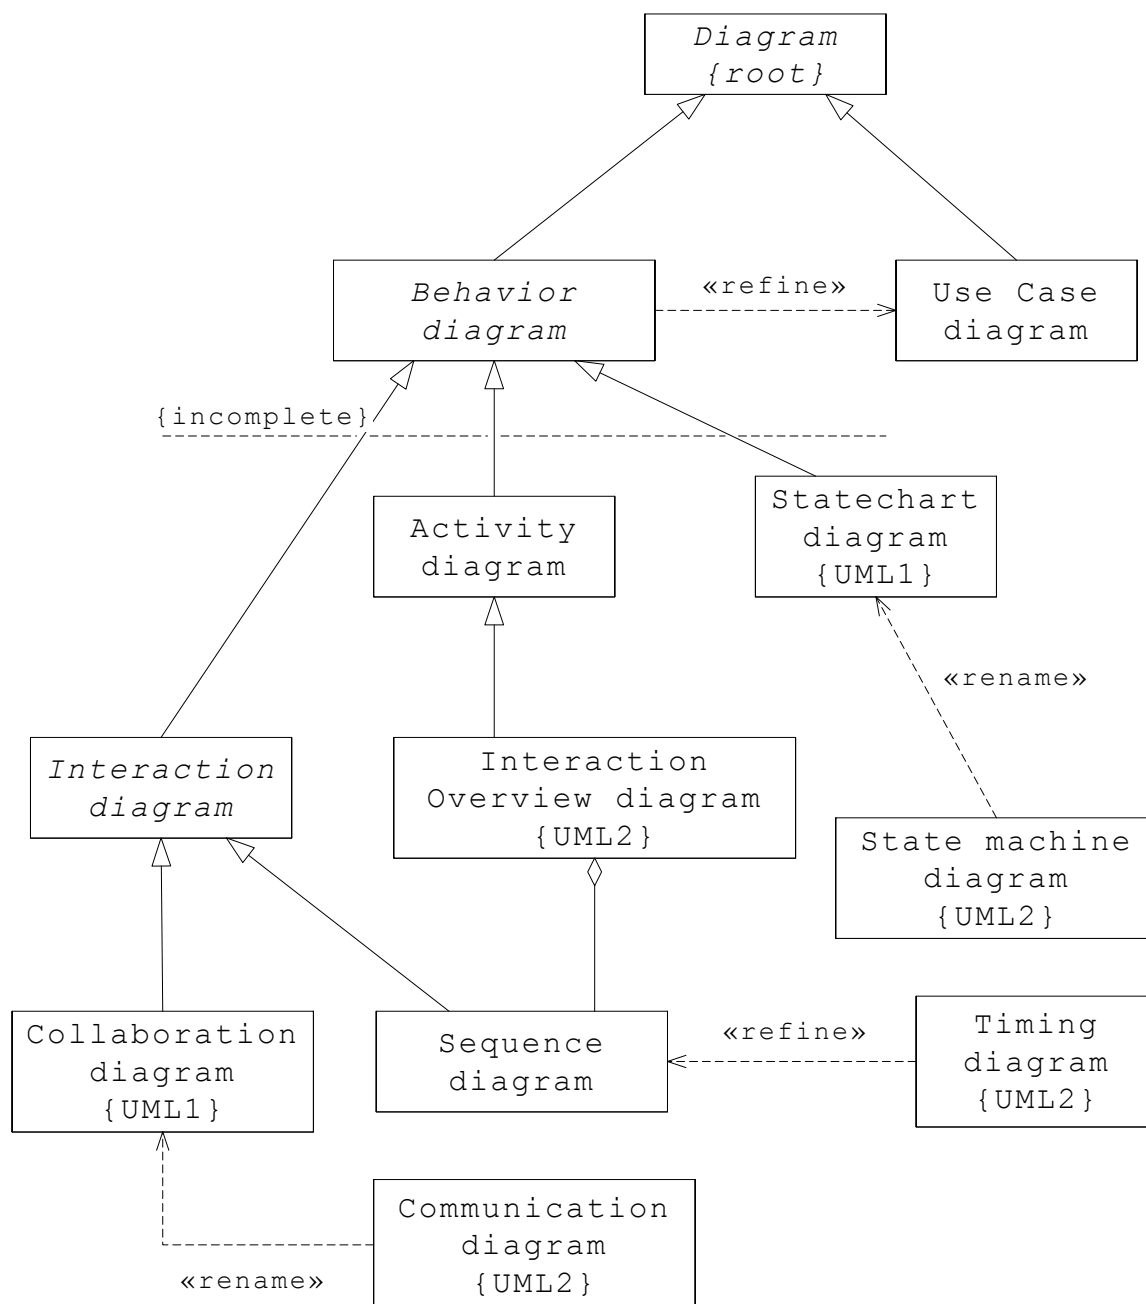 Diagram
{root}
Behavior
diagram
«refine»
Use Case
diagram
{incomplete}
Activity
diagram
Statechart
diagram
{UML1}
«rename»
Interaction
diagram
Interaction
Overview diagram
{UML2}
State machine
diagram
{UML2}
Collaboration
diagram
{UML1}
Sequence
diagram
«refine»
Timing
diagram
{UML2}
Communication
diagram
{UML2}
«rename»